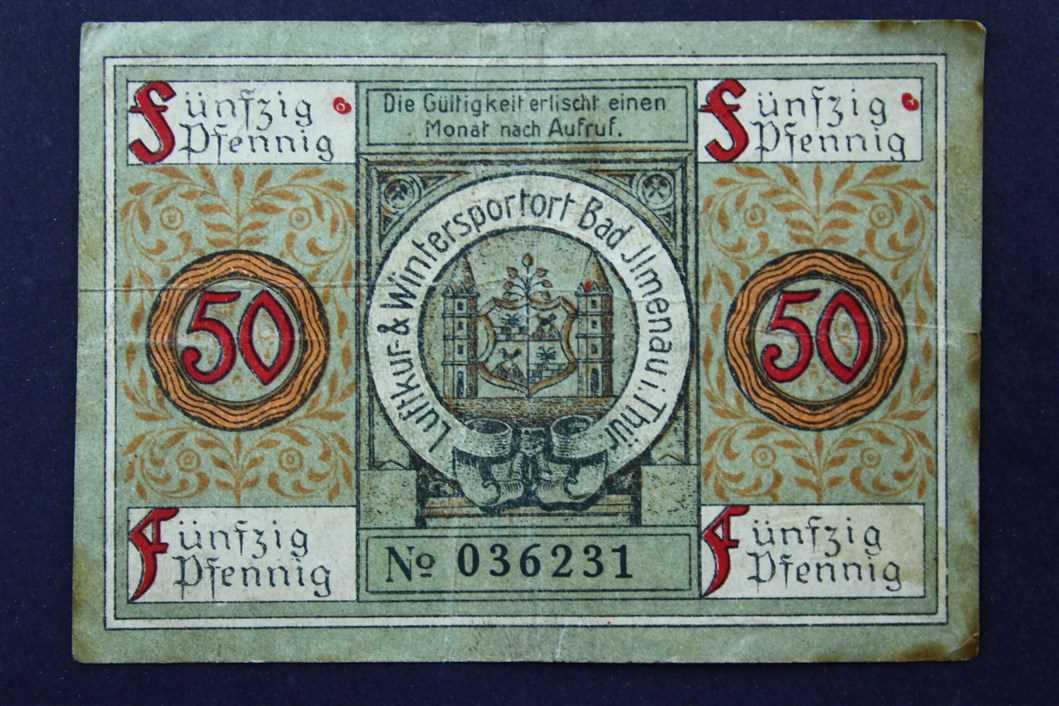 Fünfzig
Pfennig
Die Gültigkeit erlischt einen
Monat nach Aufruf.
Fünfzig
Pfennig
Luftkur-& Wintersportort Bad Jlmenau i. Thür.
50
50
Fünfzig
Pfennig
No 036231
Fünfzig
Pfennig